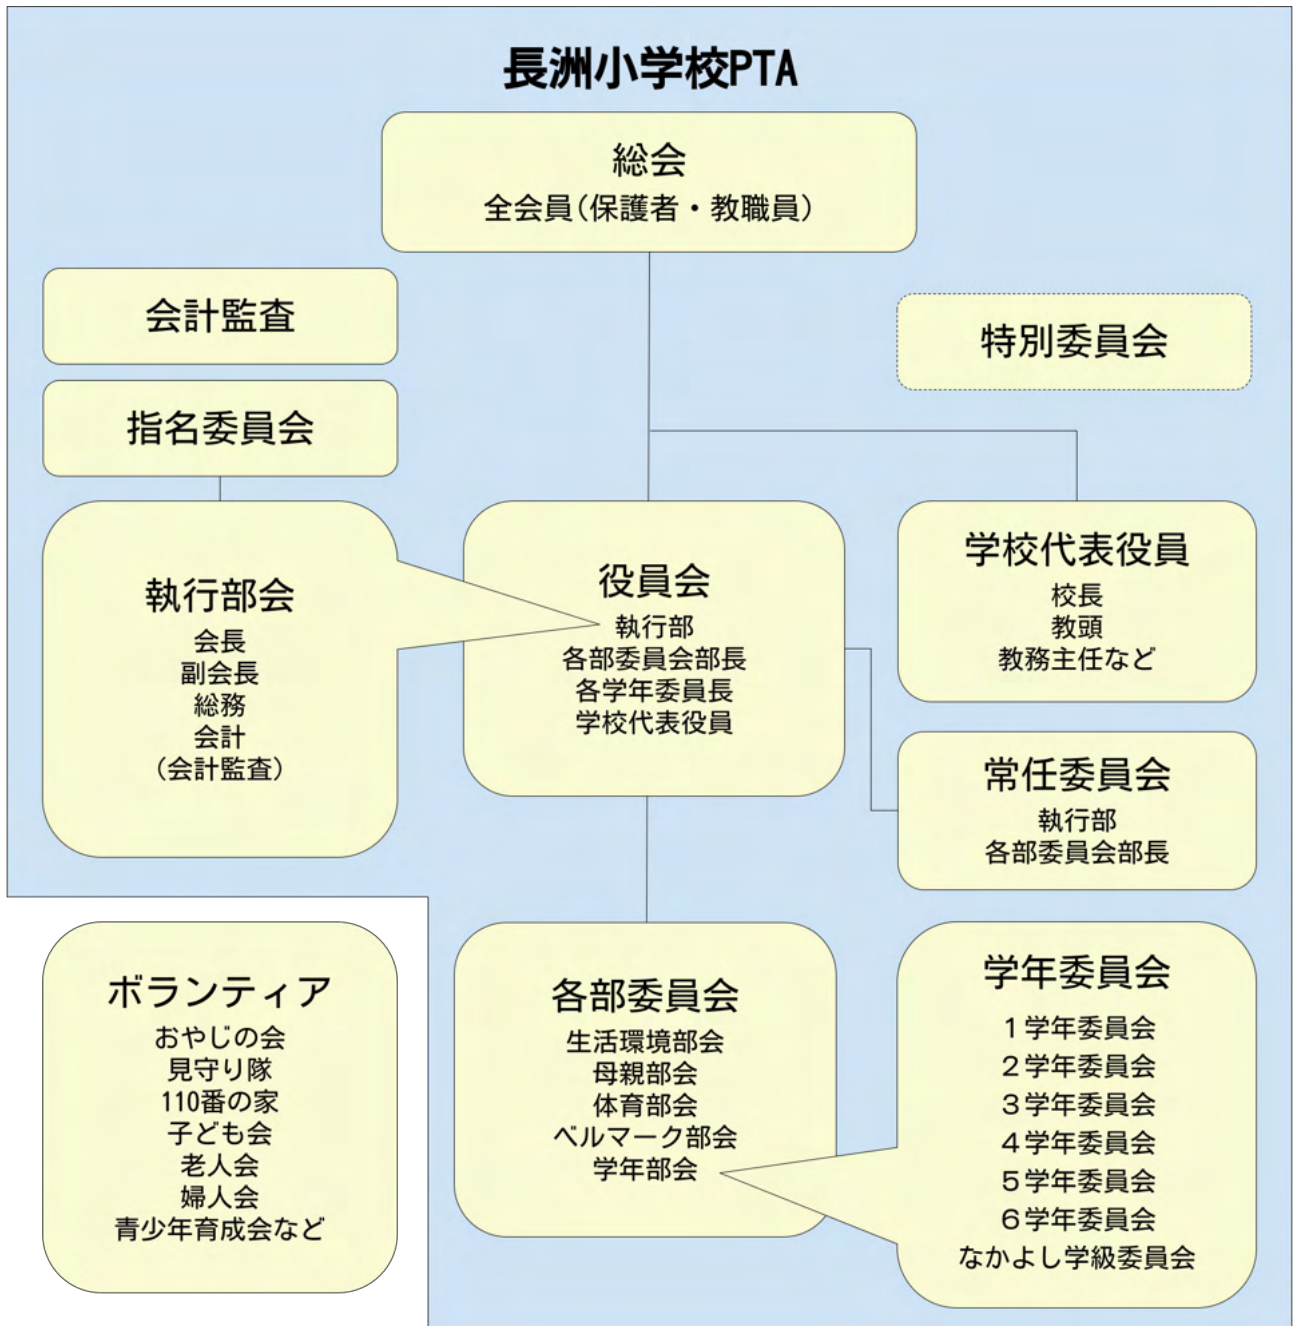 長洲小学校PTA
総会
全会員(保護者・教職員)
会計監査
特別委員会
指名委員会
執行部会
会長
副会長
総務
会計
(会計監査)
役員会
執行部
各部委員会部長
各学年委員長
学校代表役員
学校代表役員
校長
教頭
教務主任など
常任委員会
執行部
各部委員会部長
ボランティア
おやじの会
見守り隊
110番の家
子ども会
老人会
婦人会
青少年育成会など
各部委員会
生活環境部会
母親部会
体育部会
ベルマーク部会
学年部会
学年委員会
1学年委員会
2学年委員会
3学年委員会
4学年委員会
5学年委員会
6学年委員会
なかよし学級委員会